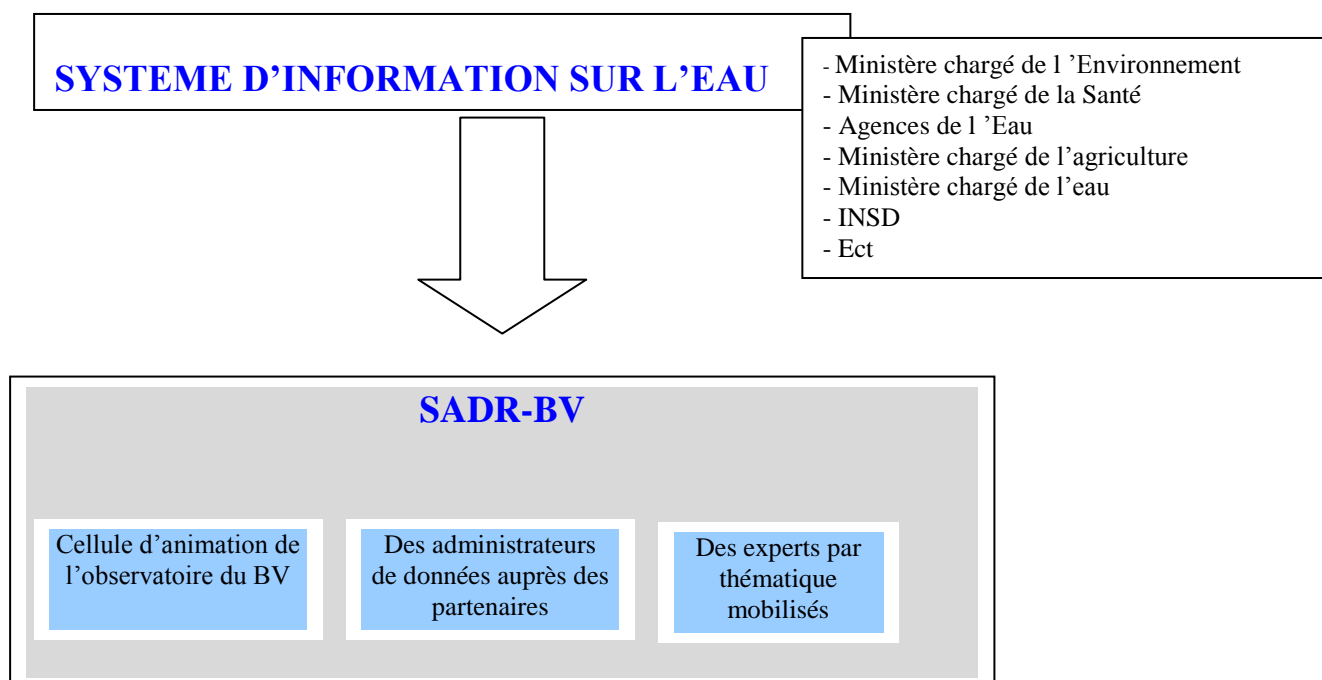 SYSTEME D'INFORMATION SUR L'EAU
- Ministère chargé de l ’Environnement
- Ministère chargé de la Santé
- Agences de l ’Eau
- Ministère chargé de l’agriculture
- Ministère chargé de l’eau
- INSD
- Ect
SADR-BV
Cellule d’animation de
l’observatoire du BV
Des administrateurs
de données auprès des
partenaires
Des experts par
thématique
mobilisés